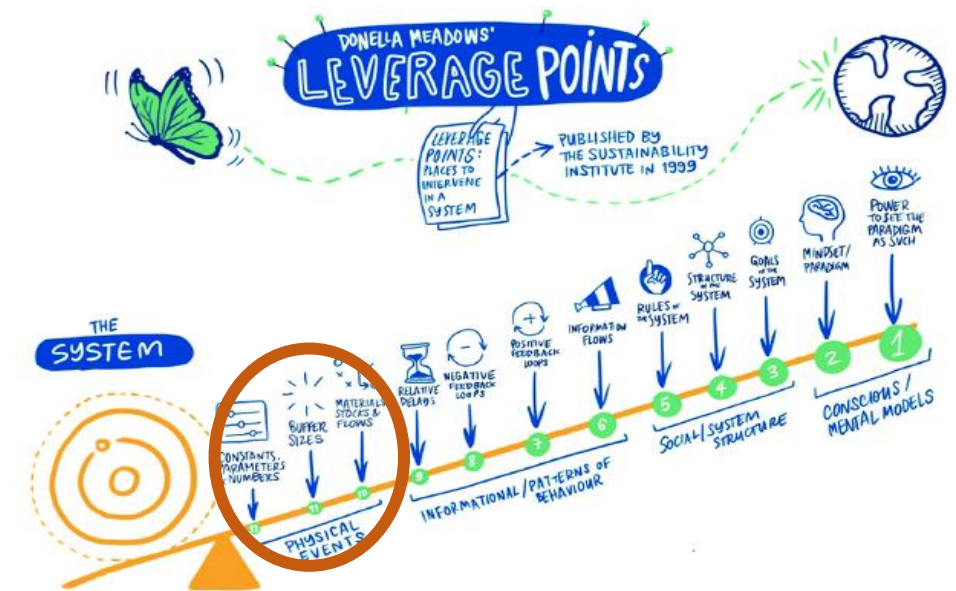 DONELLA MEADOWS'
LEVERAGE POINTS
LEVERAGE
POINTS:
PLACES TO
INTERVENE
IN A
SYSTEM
PUBLISHED BY
THE SUSTAINABILITY
INSTITUTE IN 1999
THE
SYSTEM
CONSTANTS,
PARAMETERS
NUMBERS
BUFFER
SIZES
MATERIAL
STOCKS &
FLOWS
RELATIVE
DELAYS
NEGATIVE
FEEDBACK
LOOPS
POSITIVE
FEEDBACK
LOOPS
INFORMATION
FLOWS
RULES OF
THE SYSTEM
STRUCTURE
OF THE
SYSTEM
GOALS
OF THE
SYSTEM
MINDSET/
PARADIGM
POWER
TO SEE THE
PARADIGM
AS SUCH
11
10
9
8
7
6
5
4
3
2
1
PHYSICAL
EVENTS
INFORMATIONAL/PATTERNS OF
BEHAVIOUR
SOCIAL/SYSTEM
STRUCTURE
CONSCIOUS/
MENTAL MODELS